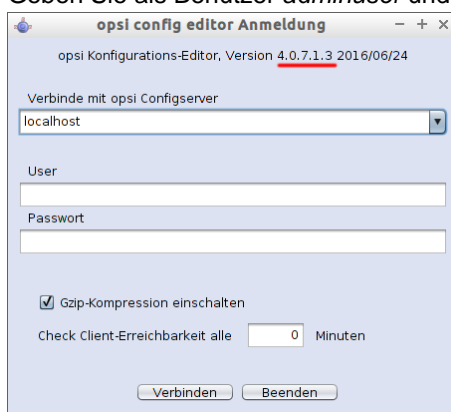 Geben Sie als Benutzer adminuser und
opsi config editor Anmeldung
opsi Konfigurations-Editor, Version 4.0.7.1.3 2016/06/24
Verbinde mit opsi Configserver
localhost
User
Passwort
Gzip-Kompression einschalten
Check Client-Erreichbarkeit alle 0 Minuten
Verbinden Beenden